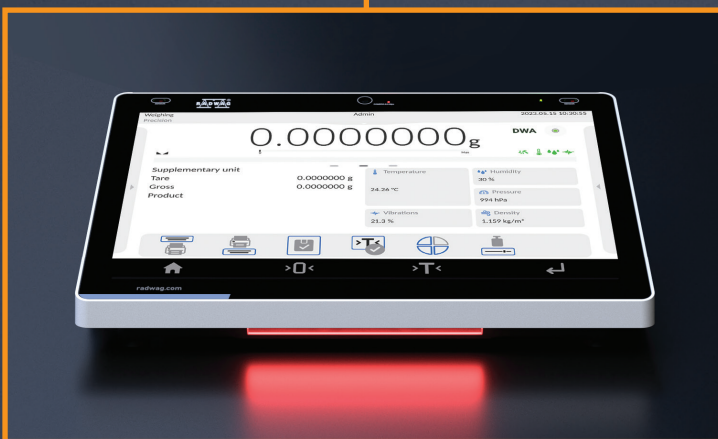 RADWAG
Weighing
Precision
Admin
2023.05.15 10:30:55
0.0000000 g
DWA
Max
Supplementary unit
Tare 0.0000000 g
Gross 0.0000000 g
Product
Temperature
24.26 °C
Humidity
30 %
Pressure
994 hPa
Vibrations
21.3 %
Density
1.159 kg/m³
>0<
>T<
radwag.com